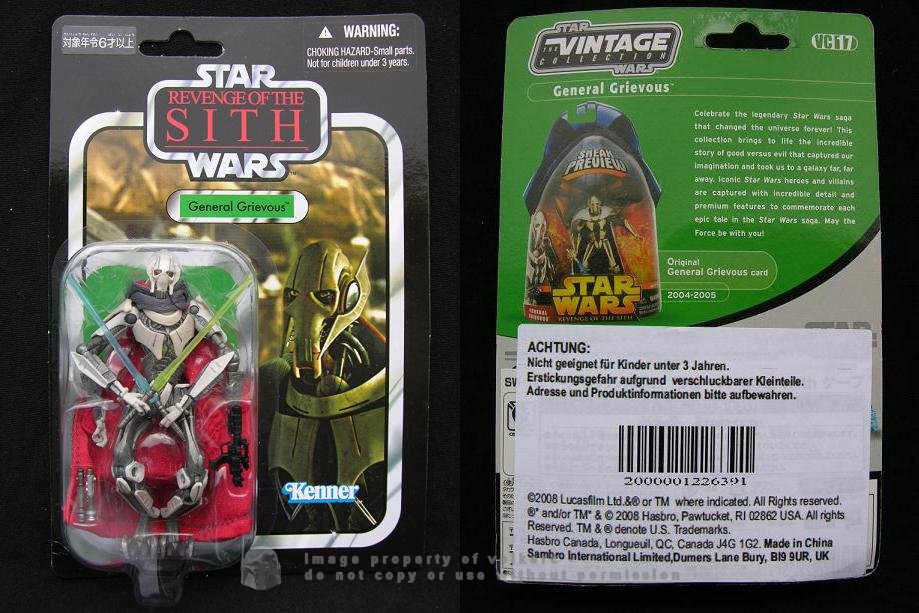 対象年令6才以上
WARNING:
CHOKING HAZARD-Small parts.
Not for children under 3 years.
STAR
REVENGE OF THE
SITH
WARS
General Grievous™
Kenner
STAR
THE VINTAGE
COLLECTION
WARS
VC17
General Grievous™
Celebrate the legendary Star Wars saga
that changed the universe forever! This
collection brings to life the incredible
story of good versus evil that captured our
imagination and took us to a galaxy far, far
away. Iconic Star Wars heroes and villains
are captured with incredible detail and
premium features to commemorate each
epic tale in the Star Wars saga. May the
Force be with you!
SNEAK
PREVIEW!
STAR
WARS
REVENGE OF THE SITH
GENERAL
GRIEVOUS
Original
General Grievous card
2004-2005
STAR
SW
ACHTUNG:
Nicht geeignet für Kinder unter 3 Jahren.
Erstickungsgefahr aufgrund verschluckbarer Kleinteile.
Adresse und Produktinformationen bitte aufbewahren.
2000001226391
©2008 Lucasfilm Ltd.&® or TM where indicated. All Rights reserved.
®* and/or TM* & © 2008 Hasbro, Pawtucket, RI 02862 USA. All rights
Reserved. TM & ® denote U.S. Trademarks.
Hasbro Canada, Longueuil, QC, Canada J4G 1G2. Made in China
Sambro International Limited,Dumers Lane Bury, BI9 9UR, UK
image property of
do not copy or use without permission